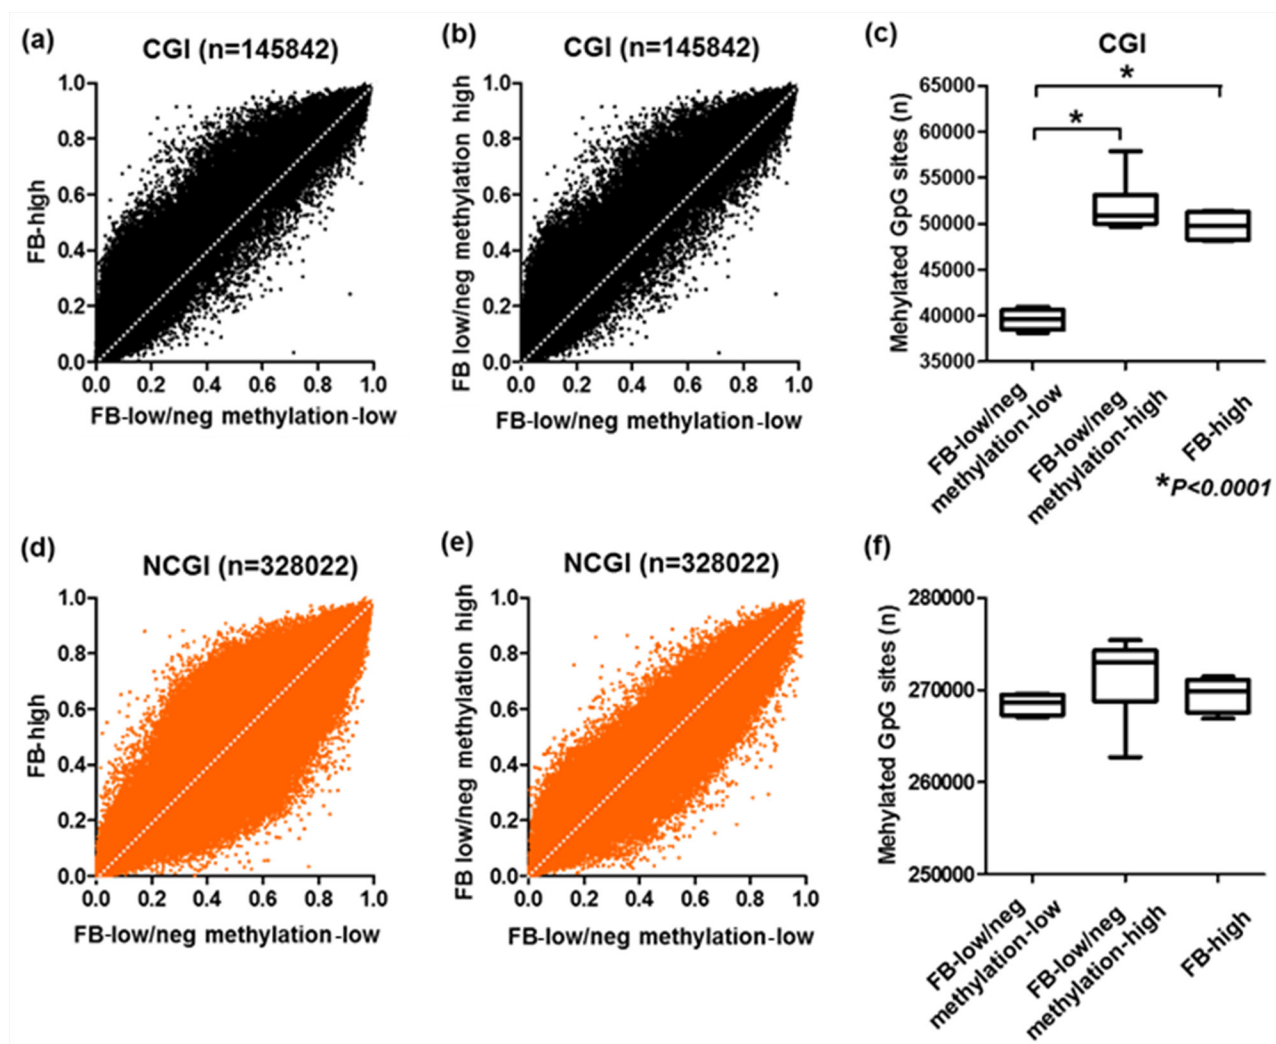 (a)
CGI (n=145842)
FB-high
1.0
0.8
0.6
0.4
0.2
0.0
0.0 0.2 0.4 0.6 0.8 1.0
FB-low/neg methylation-low
(b)
CGI (n=145842)
FB low/neg methylation high
1.0
0.8
0.6
0.4
0.2
0.0
0.0 0.2 0.4 0.6 0.8 1.0
FB-low/neg methylation-low
(c)
CGI
Mehylated GpG sites (n)
65000
60000
55000
50000
45000
40000
35000
*
*
FB-low/neg
methylation-low
FB-low/neg
methylation-high
FB-high
*P<0.0001
(d)
NCGI (n=328022)
FB-high
1.0
0.8
0.6
0.4
0.2
0.0
0.0 0.2 0.4 0.6 0.8 1.0
FB-low/neg methylation-low
(e)
NCGI (n=328022)
FB low/neg methylation high
1.0
0.8
0.6
0.4
0.2
0.0
0.0 0.2 0.4 0.6 0.8 1.0
FB-low/neg methylation-low
(f)
Mehylated GpG sites (n)
280000
270000
260000
250000
FB-low/neg
methylation-low
FB-low/neg
methylation-high
FB-high